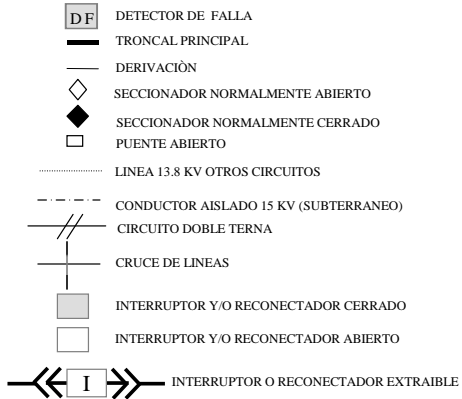 DF DETECTOR DE FALLA
TRONCAL PRINCIPAL
DERIVACIÒN
SECCIONADOR NORMALMENTE ABIERTO
SECCIONADOR NORMALMENTE CERRADO
PUENTE ABIERTO
LINEA 13.8 KV OTROS CIRCUITOS
CONDUCTOR AISLADO 15 KV (SUBTERRANEO)
CIRCUITO DOBLE TERNA
CRUCE DE LINEAS
INTERRUPTOR Y/O RECONECTADOR CERRADO
INTERRUPTOR Y/O RECONECTADOR ABIERTO
I INTERRUPTOR O RECONECTADOR EXTRAIBLE